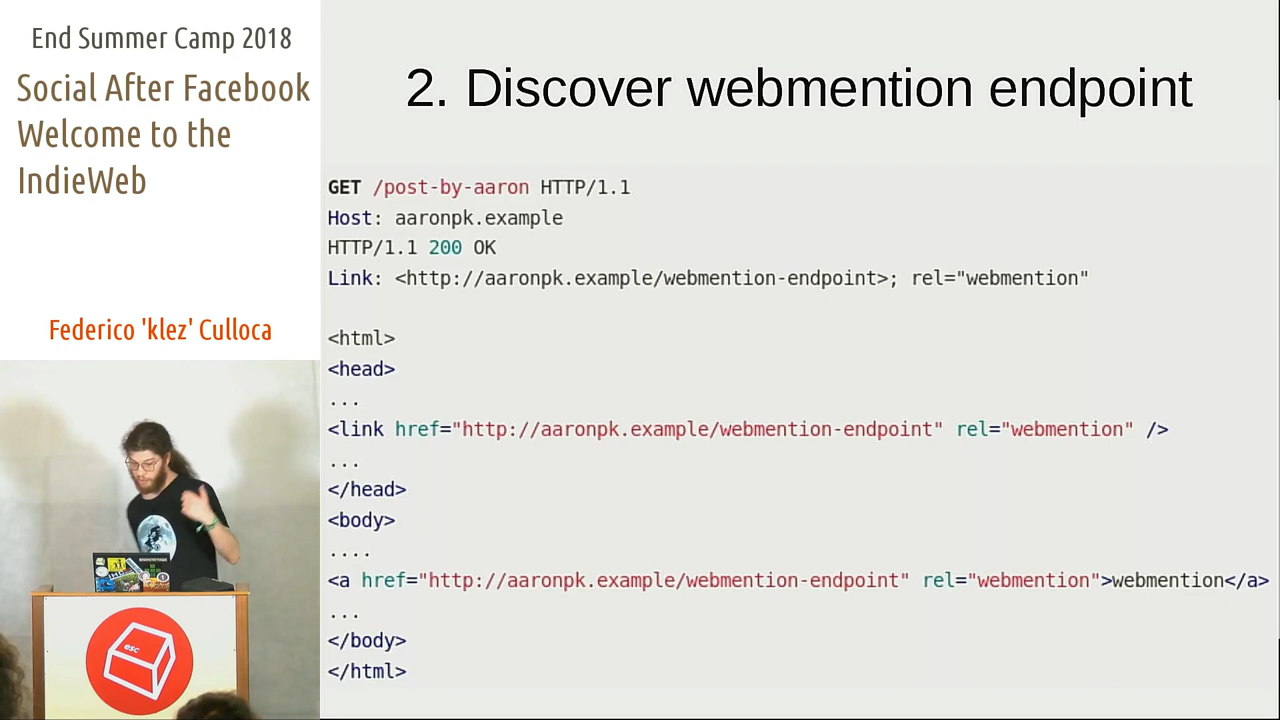 End Summer Camp 2018
Social After Facebook
Welcome to the
IndieWeb
Federico 'klez' Culloca
2. Discover webmention endpoint
GET /post-by-aaron HTTP/1.1
Host: aaronpk.example
HTTP/1.1 200 OK
Link: <http://aaronpk.example/webmention-endpoint>; rel="webmention"
<html>
<head>
...
<link href="http://aaronpk.example/webmention-endpoint" rel="webmention" />
...
</head>
<body>
....
<a href="http://aaronpk.example/webmention-endpoint" rel="webmention">webmention</a>
...
</body>
</html>
esc